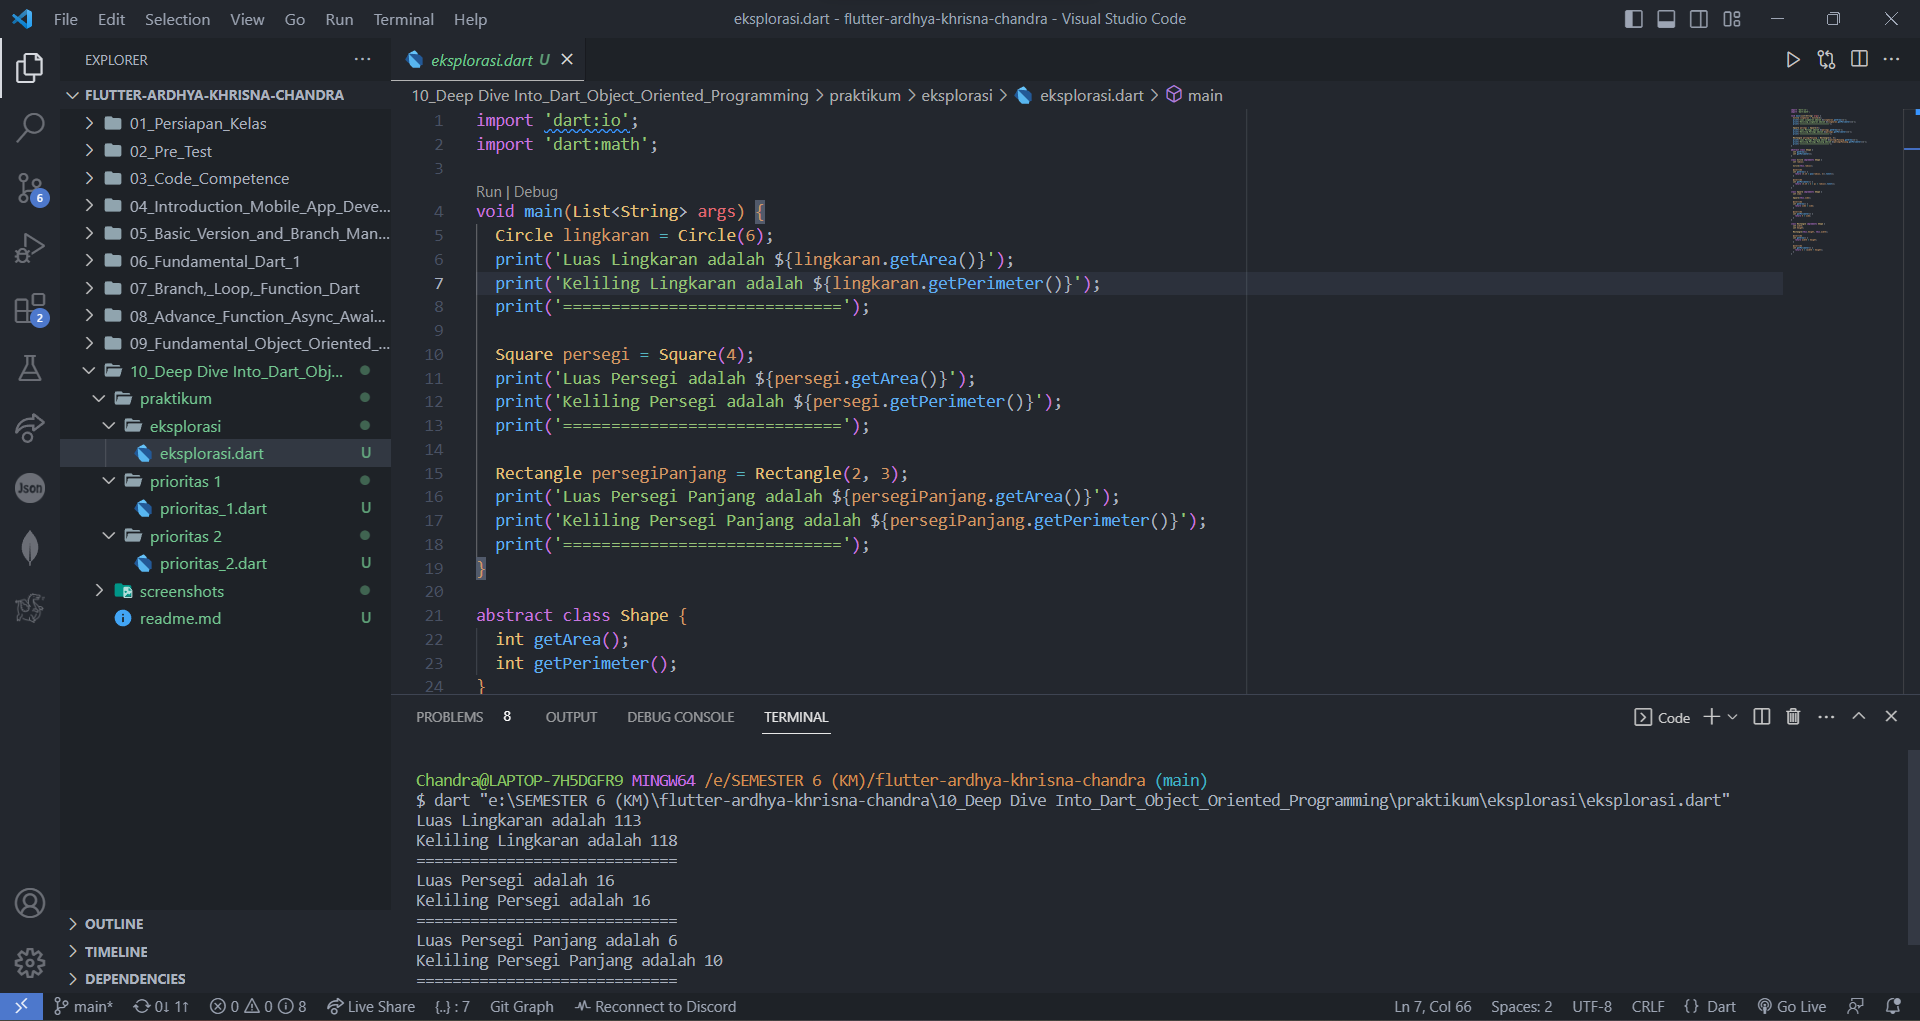 File Edit Selection View Go Run Terminal Help
eksplorasi.dart - flutter-ardhya-khrisna-chandra - Visual Studio Code
EXPLORER
FLUTTER-ARDHYA-KHRISNA-CHANDRA
01_Persiapan_Kelas
02_Pre_Test
03_Code_Competence
04_Introduction_Mobile_App_Deve...
05_Basic_Version_and_Branch_Man...
06_Fundamental_Dart_1
07_Branch,_Loop,_Function_Dart
08_Advance_Function_Async_Awai...
09_Fundamental_Object_Oriented_...
10_Deep Dive Into_Dart_Obj...
praktikum
eksplorasi
eksplorasi.dart U
prioritas 1
prioritas_1.dart U
prioritas 2
prioritas_2.dart U
screenshots
readme.md U
OUTLINE
TIMELINE
DEPENDENCIES
6
2
Json
eksplorasi.dart U
10_Deep Dive Into_Dart_Object_Oriented_Programming > praktikum > eksplorasi > eksplorasi.dart > main
1 import 'dart:io';
2 import 'dart:math';
3
Run | Debug
4 void main(List<String> args) {
5 Circle lingkaran = Circle(6);
6 print('Luas Lingkaran adalah ${lingkaran.getArea()}');
7 print('Keliling Lingkaran adalah ${lingkaran.getPerimeter()}');
8 print('=============================');
9
10 Square persegi = Square(4);
11 print('Luas Persegi adalah ${persegi.getArea()}');
12 print('Keliling Persegi adalah ${persegi.getPerimeter()}');
13 print('=============================');
14
15 Rectangle persegiPanjang = Rectangle(2, 3);
16 print('Luas Persegi Panjang adalah ${persegiPanjang.getArea()}');
17 print('Keliling Persegi Panjang adalah ${persegiPanjang.getPerimeter()}');
18 print('=============================');
19 }
20
21 abstract class Shape {
22 int getArea();
23 int getPerimeter();
24 }
PROBLEMS 8 OUTPUT DEBUG CONSOLE TERMINAL
Code
Chandra@LAPTOP-7H5DGFR9 MINGW64 /e/SEMESTER 6 (KM)/flutter-ardhya-khrisna-chandra (main)
$ dart "e:\SEMESTER 6 (KM)\flutter-ardhya-khrisna-chandra\10_Deep Dive Into_Dart_Object_Oriented_Programming\praktikum\eksplorasi\eksplorasi.dart"
Luas Lingkaran adalah 113
Keliling Lingkaran adalah 118
=============================
Luas Persegi adalah 16
Keliling Persegi adalah 16
=============================
Luas Persegi Panjang adalah 6
Keliling Persegi Panjang adalah 10
=============================
main* 0↓ 1↑ 0 0 8 Live Share {..} : 7 Git Graph Reconnect to Discord
Ln 7, Col 66 Spaces: 2 UTF-8 CRLF {} Dart Go Live